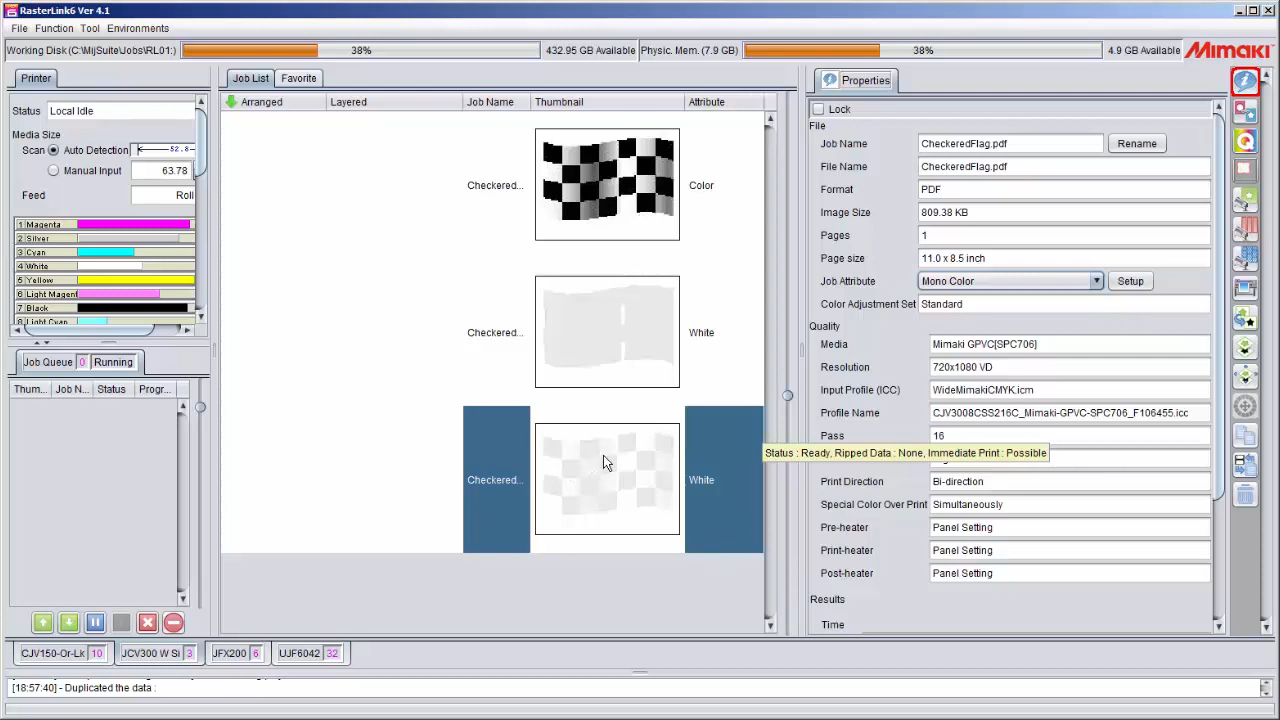 RasterLink6 Ver 4.1
File Function Tool Environments
Working Disk (C:\MijSuite\Jobs\RL01:) 38% 432.95 GB Available Physic. Mem. (7.9 GB) 38% 4.9 GB Available Mimaki
Printer
Status Local Idle
Media Size
Scan Auto Detection 52.8
Manual Input 63.78
Feed Roll
1 Magenta
2 Silver
3 Cyan
4 White
5 Yellow
6 Light Magent
7 Black
8 Light Cyan
Job Queue 0 Running
Thum... Job N... Status Progr...
Job List Favorite
Arranged Layered Job Name Thumbnail Attribute
Checkered... Color
Checkered... White
Checkered... White
Status : Ready, Ripped Data : None, Immediate Print : Possible
Properties
Lock
File
Job Name CheckeredFlag.pdf Rename
File Name CheckeredFlag.pdf
Format PDF
Image Size 809.38 KB
Pages 1
Page size 11.0 x 8.5 inch
Job Attribute Mono Color Setup
Color Adjustment Set Standard
Quality
Media Mimaki GPVC[SPC706]
Resolution 720x1080 VD
Input Profile (ICC) WideMimakiCMYK.icm
Profile Name CJV3008CSS216C_Mimaki-GPVC-SPC706_F106455.icc
Pass 16
Print Direction Bi-direction
Special Color Over Print Simultaneously
Pre-heater Panel Setting
Print-heater Panel Setting
Post-heater Panel Setting
Results
Time
CJV150-Or-Lk 10 JCV300 W Si 3 JFX200 6 UJF6042 32
[18:57:40] - Duplicated the data :